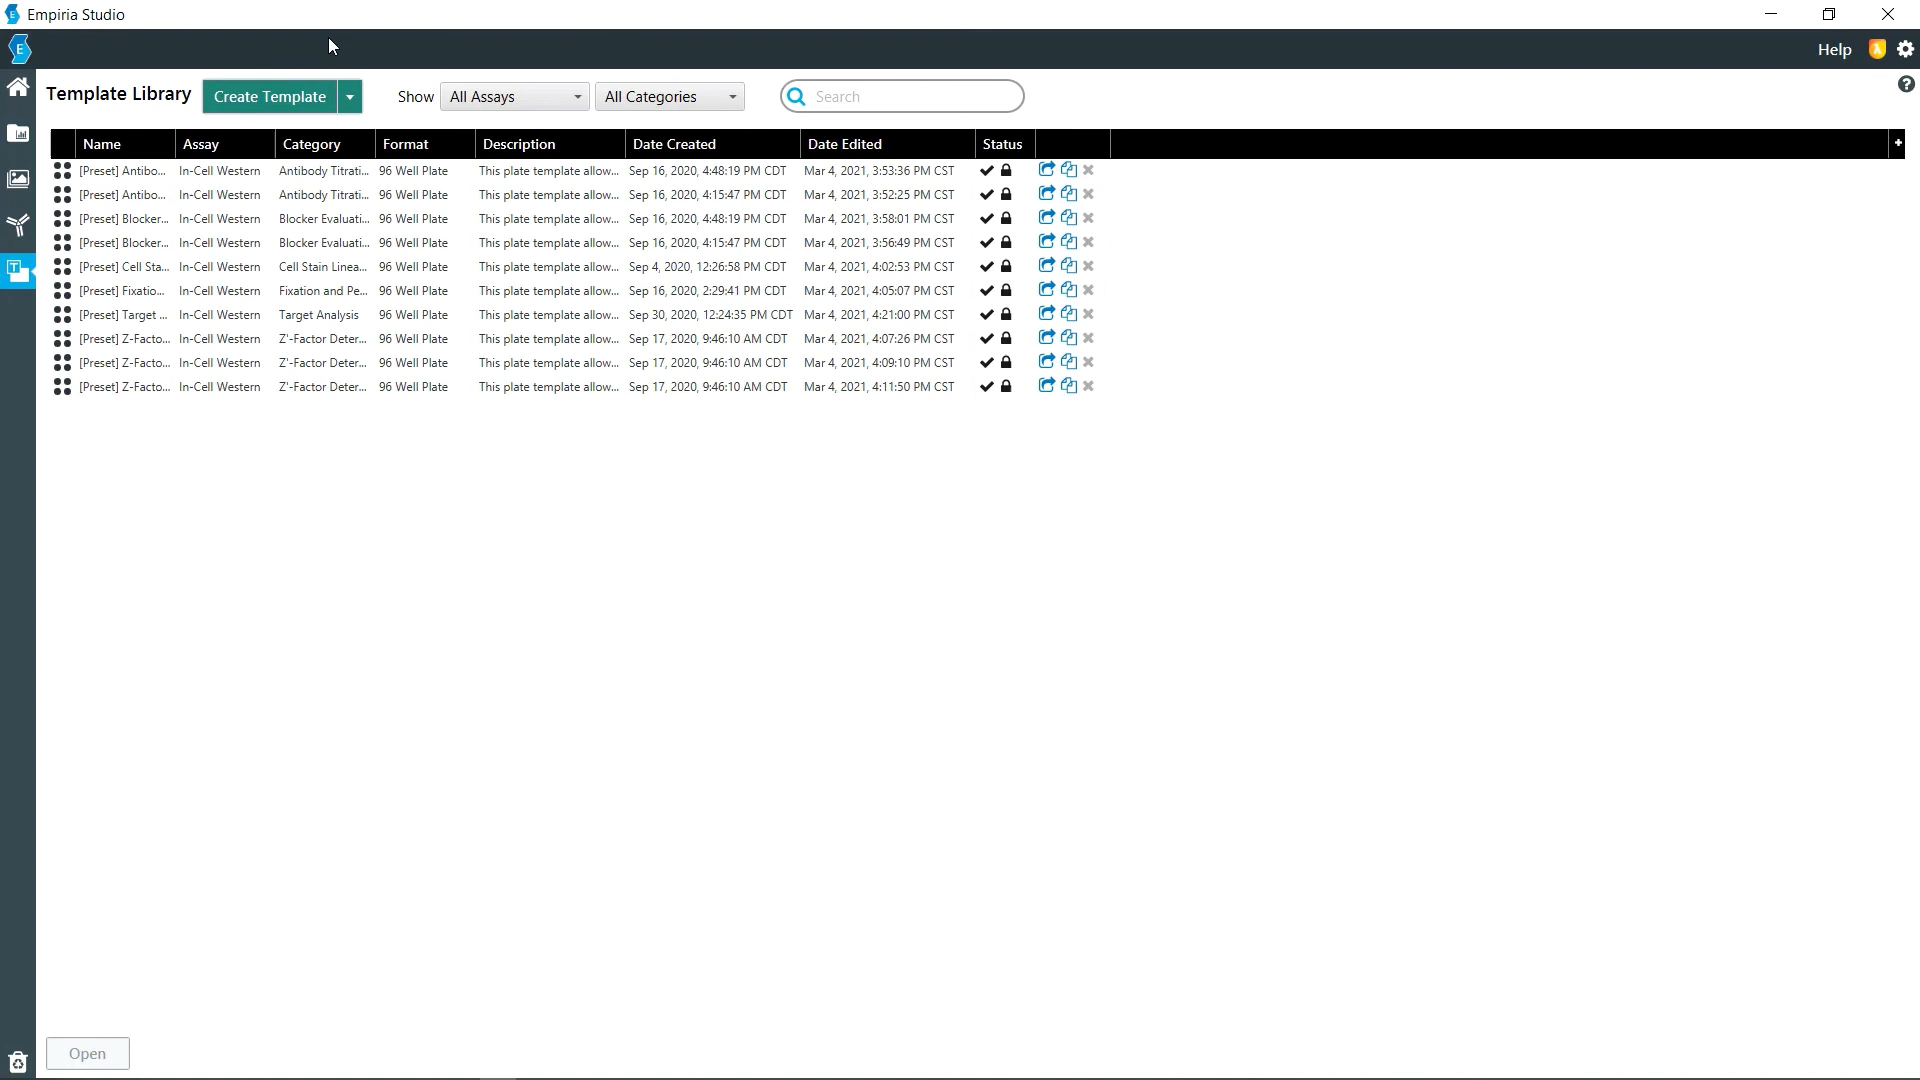 Empiria Studio
Help
Template Library Create Template Show All Assays All Categories Search
Name Assay Category Format Description Date Created Date Edited Status +
[Preset] Antibo... In-Cell Western Antibody Titrati... 96 Well Plate This plate template allow... Sep 16, 2020, 4:48:19 PM CDT Mar 4, 2021, 3:53:36 PM CST
[Preset] Antibo... In-Cell Western Antibody Titrati... 96 Well Plate This plate template allow... Sep 16, 2020, 4:15:47 PM CDT Mar 4, 2021, 3:52:25 PM CST
[Preset] Blocker... In-Cell Western Blocker Evaluati... 96 Well Plate This plate template allow... Sep 16, 2020, 4:48:19 PM CDT Mar 4, 2021, 3:58:01 PM CST
[Preset] Blocker... In-Cell Western Blocker Evaluati... 96 Well Plate This plate template allow... Sep 16, 2020, 4:15:47 PM CDT Mar 4, 2021, 3:56:49 PM CST
[Preset] Cell Sta... In-Cell Western Cell Stain Linea... 96 Well Plate This plate template allow... Sep 4, 2020, 12:26:58 PM CDT Mar 4, 2021, 4:02:53 PM CST
[Preset] Fixatio... In-Cell Western Fixation and Pe... 96 Well Plate This plate template allow... Sep 16, 2020, 2:29:41 PM CDT Mar 4, 2021, 4:05:07 PM CST
[Preset] Target ... In-Cell Western Target Analysis 96 Well Plate This plate template allow... Sep 30, 2020, 12:24:35 PM CDT Mar 4, 2021, 4:21:00 PM CST
[Preset] Z-Facto... In-Cell Western Z'-Factor Deter... 96 Well Plate This plate template allow... Sep 17, 2020, 9:46:10 AM CDT Mar 4, 2021, 4:07:26 PM CST
[Preset] Z-Facto... In-Cell Western Z'-Factor Deter... 96 Well Plate This plate template allow... Sep 17, 2020, 9:46:10 AM CDT Mar 4, 2021, 4:09:10 PM CST
[Preset] Z-Facto... In-Cell Western Z'-Factor Deter... 96 Well Plate This plate template allow... Sep 17, 2020, 9:46:10 AM CDT Mar 4, 2021, 4:11:50 PM CST
Open